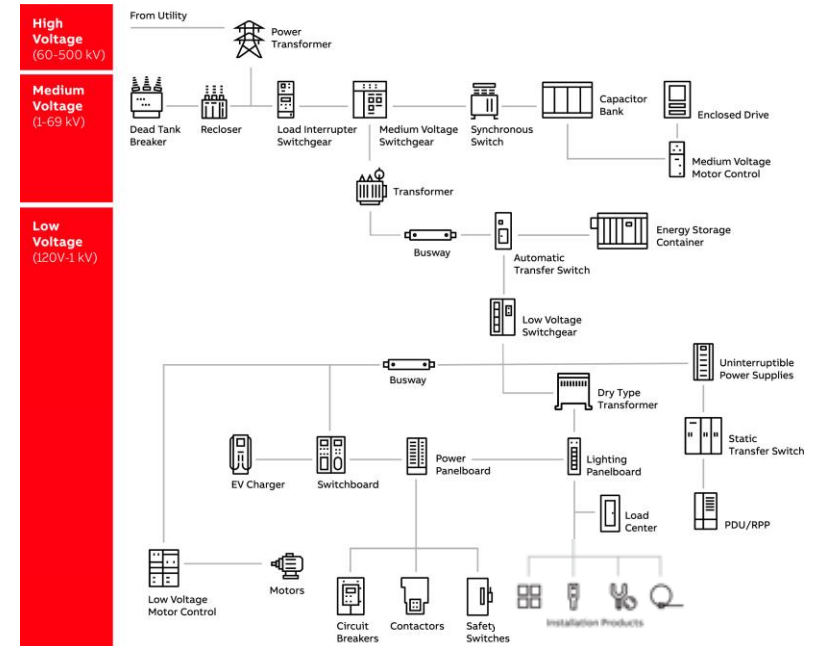 High
Voltage
(60-500 kV)
From Utility
Power
Transformer
Medium
Voltage
(1-69 kV)
Dead Tank
Breaker
Recloser
Load Interrupter
Switchgear
Medium Voltage
Switchgear
Synchronous
Switch
Capacitor
Bank
Enclosed Drive
Medium Voltage
Motor Control
Transformer
Low
Voltage
(120V-1 kV)
Busway
Automatic
Transfer Switch
Energy Storage
Container
Low Voltage
Switchgear
Busway
Dry Type
Transformer
Uninterruptible
Power Supplies
Static
Transfer Switch
EV Charger
Switchboard
Power
Panelboard
Lighting
Panelboard
Load
Center
PDU/RPP
Low Voltage
Motor Control
Motors
Circuit
Breakers
Contactors
Safety
Switches
Installation Products